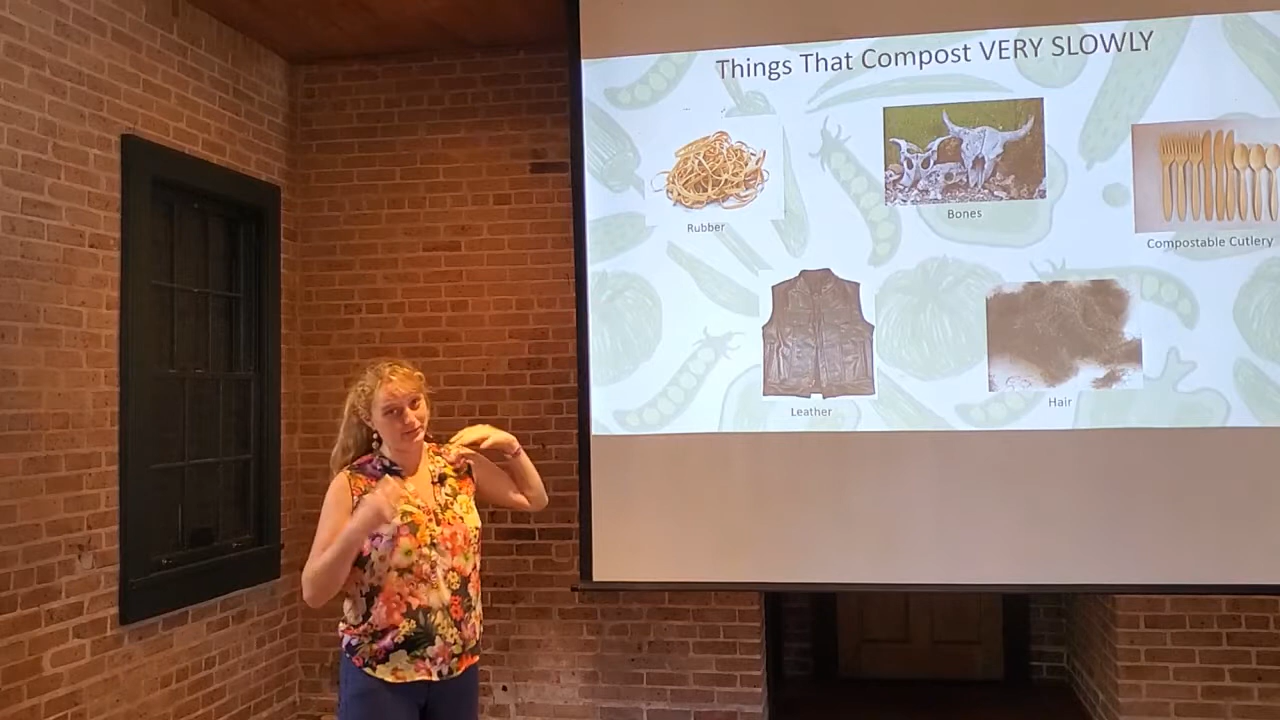 Things That Compost VERY SLOWLY
Rubber
Bones
Compostable Cutlery
Leather
Hair